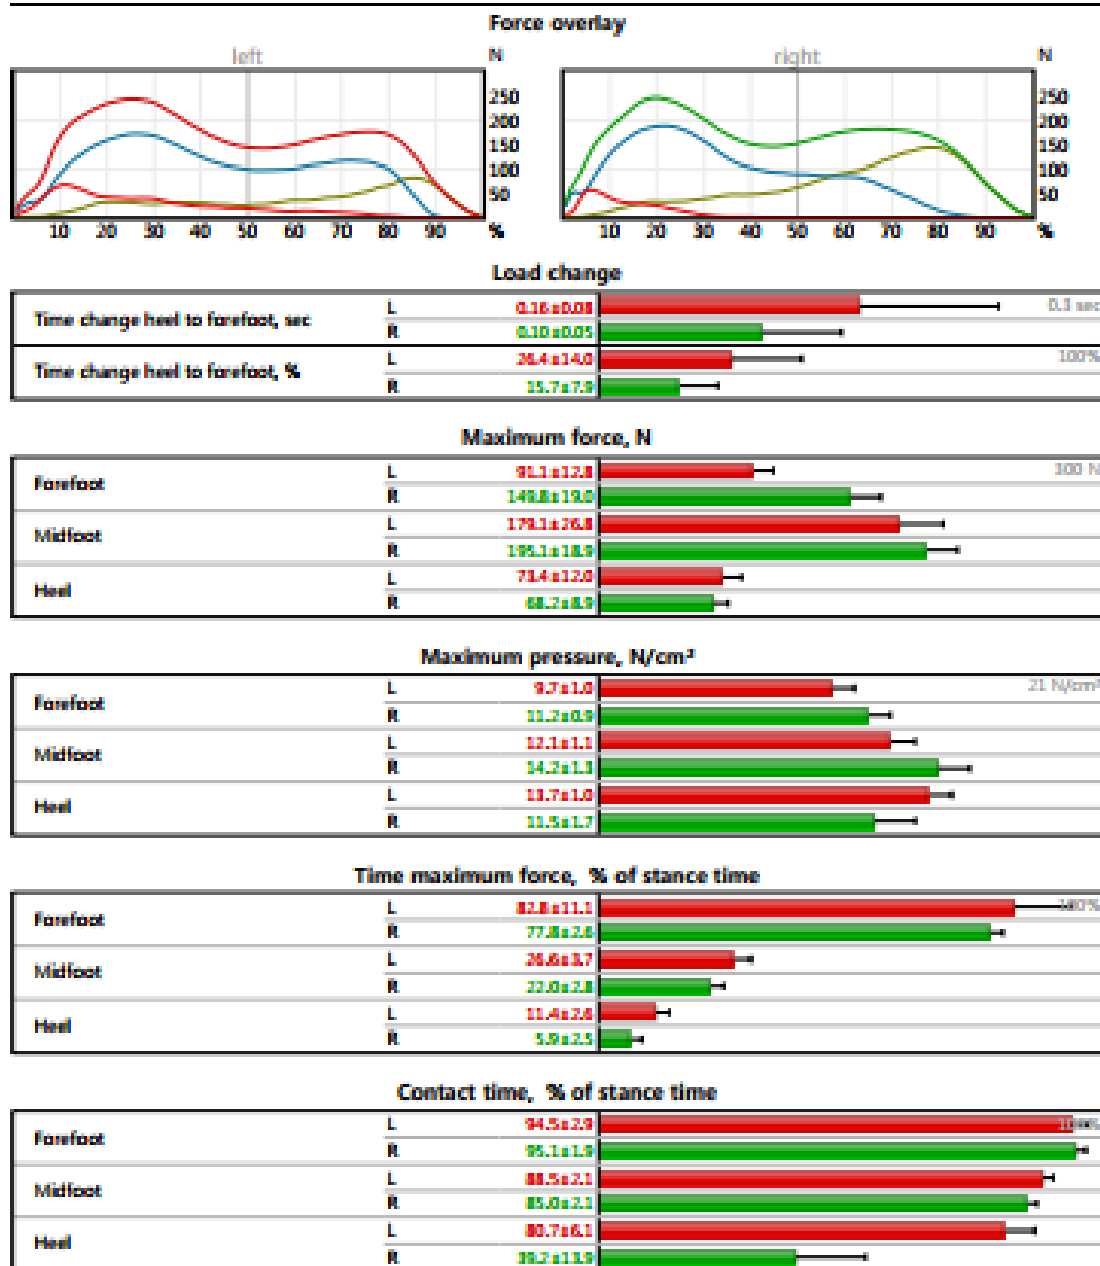 Force overlay
left N right N
250 250
200 200
150 150
100 100
50 50
10 20 30 40 50 60 70 80 90 % 10 20 30 40 50 60 70 80 90 %
Load change
Time change heel to forefoot, sec L 0.16±0.08 0.3 sec
R 0.10±0.05
Time change heel to forefoot, % L 26.4±14.0 100%
R 15.7±7.9
Maximum force, N
Forefoot L 91.1±12.8 300 N
R 149.8±19.0
Midfoot L 179.1±26.8
R 195.1±18.9
Heel L 73.4±12.0
R 68.2±8.9
Maximum pressure, N/cm²
Forefoot L 9.7±1.0 21 N/cm²
R 11.2±0.9
Midfoot L 12.1±1.1
R 14.2±1.3
Heel L 13.7±1.0
R 11.5±1.7
Time maximum force, % of stance time
Forefoot L 82.8±11.1
R 77.8±2.6
Midfoot L 26.6±3.7
R 22.0±2.8
Heel L 11.4±2.6
R 5.9±2.5
Contact time, % of stance time
Forefoot L 94.5±2.9
R 95.1±1.9
Midfoot L 88.5±2.1
R 85.0±2.1
Heel L 80.7±6.1
R 39.2±13.9